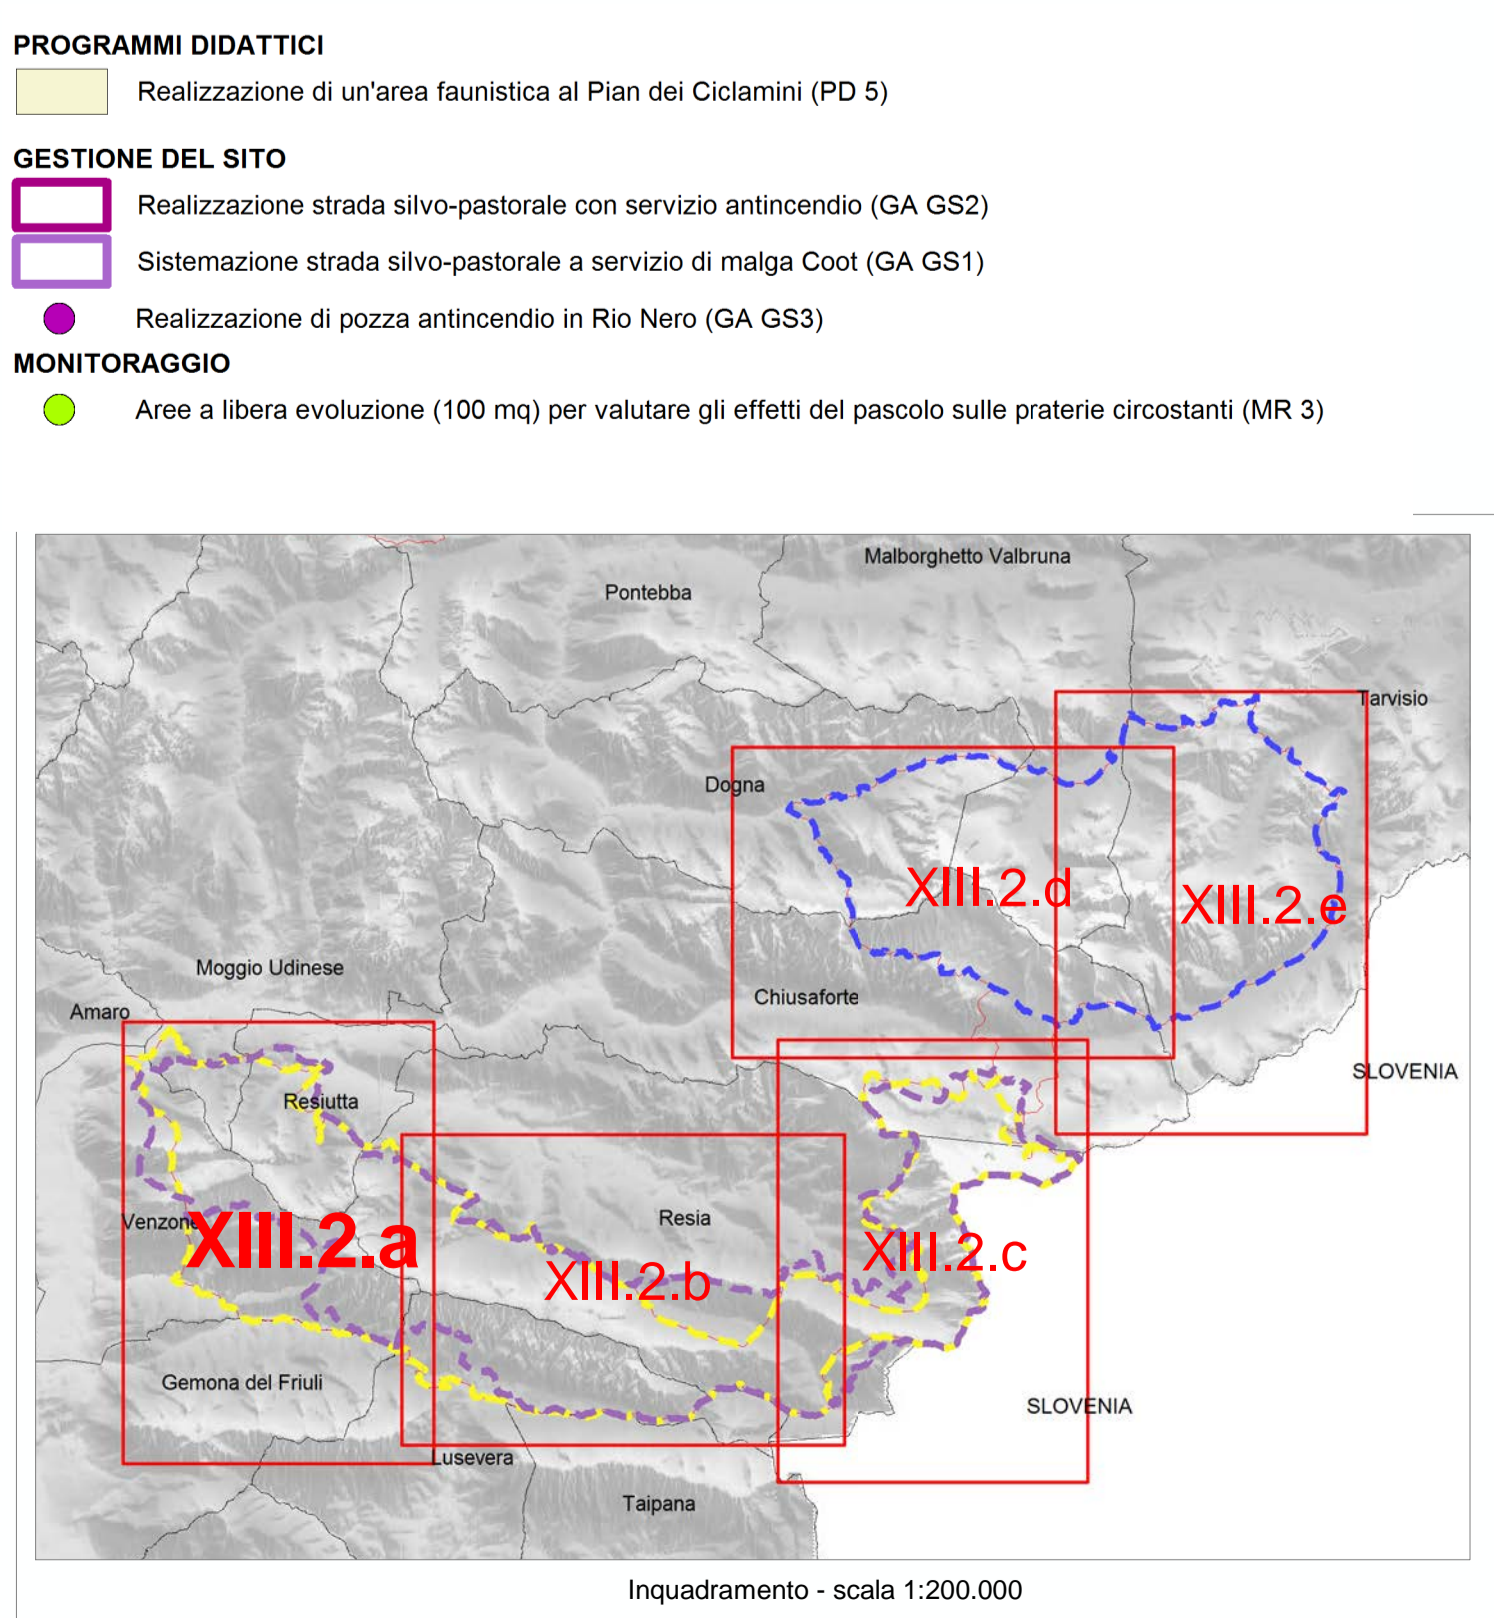 PROGRAMMI DIDATTICI
Realizzazione di un'area faunistica al Pian dei Ciclamini (PD 5)
GESTIONE DEL SITO
Realizzazione strada silvo-pastorale con servizio antincendio (GA GS2)
Sistemazione strada silvo-pastorale a servizio di malga Coot (GA GS1)
Realizzazione di pozza antincendio in Rio Nero (GA GS3)
MONITORAGGIO
Aree a libera evoluzione (100 mq) per valutare gli effetti del pascolo sulle praterie circostanti (MR 3)
Malborghetto Valbruna
Pontebba
Tarvisio
Dogna
XIII.2.d
XIII.2.e
Moggio Udinese
Chiusaforte
Amaro
SLOVENIA
Resiutta
Venzone
XIII.2.a
Resia
XIII.2.c
XIII.2.b
Gemona del Friuli
SLOVENIA
Lusevera
Taipana
Inquadramento - scala 1:200.000